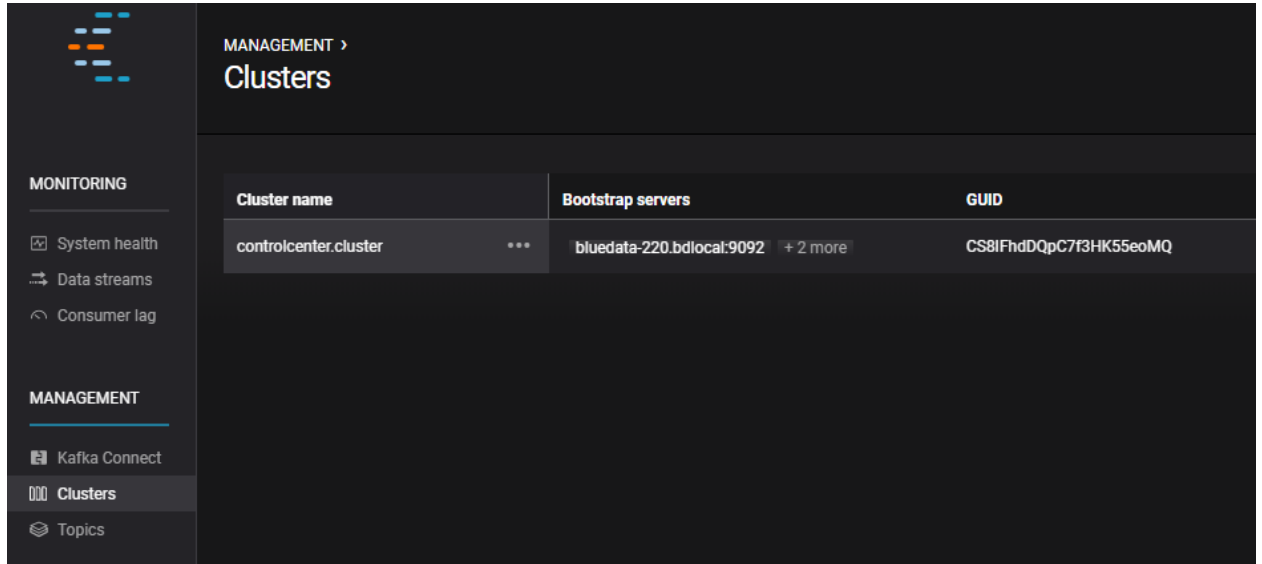 MANAGEMENT ›
Clusters
MONITORING
System health
Data streams
Consumer lag
MANAGEMENT
Kafka Connect
Clusters
Topics
Cluster name Bootstrap servers GUID
controlcenter.cluster ••• bluedata-220.bdlocal:9092 + 2 more CS8IFhdDQpC7f3HK55eoMQ